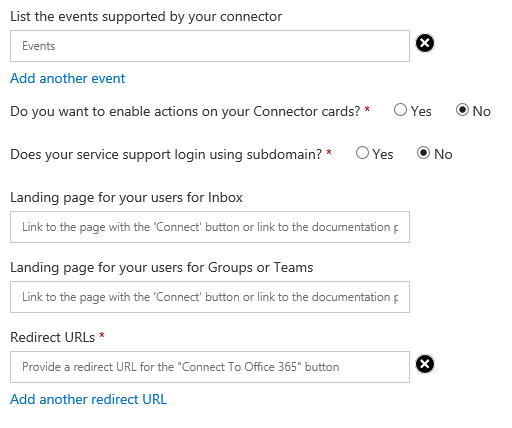 List the events supported by your connector
Events
Add another event
Do you want to enable actions on your Connector cards? * Yes No
Does your service support login using subdomain? * Yes No
Landing page for your users for Inbox
Link to the page with the 'Connect' button or link to the documentation p
Landing page for your users for Groups or Teams
Link to the page with the 'Connect' button or link to the documentation p
Redirect URLs *
Provide a redirect URL for the "Connect To Office 365" button
Add another redirect URL